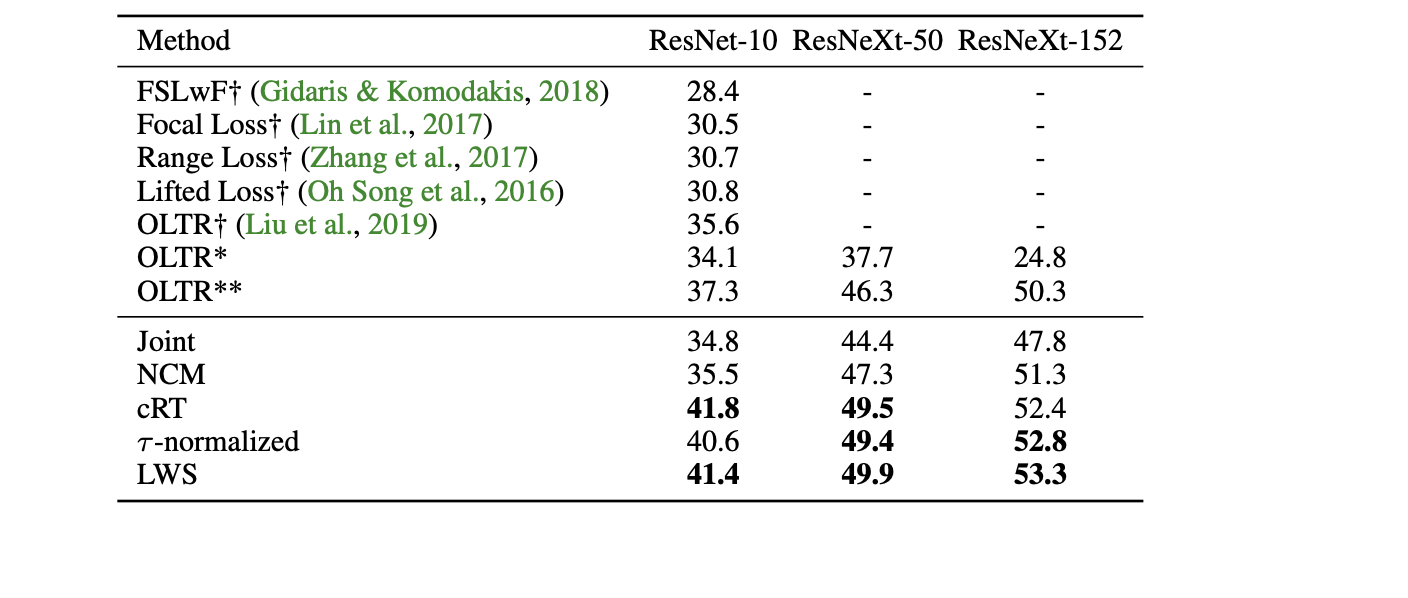 Method ResNet-10 ResNeXt-50 ResNeXt-152
FSLwF† (Gidaris & Komodakis, 2018) 28.4 - -
Focal Loss† (Lin et al., 2017) 30.5 - -
Range Loss† (Zhang et al., 2017) 30.7 - -
Lifted Loss† (Oh Song et al., 2016) 30.8 - -
OLTR† (Liu et al., 2019) 35.6 - -
OLTR* 34.1 37.7 24.8
OLTR** 37.3 46.3 50.3
Joint 34.8 44.4 47.8
NCM 35.5 47.3 51.3
cRT 41.8 49.5 52.4
τ-normalized 40.6 49.4 52.8
LWS 41.4 49.9 53.3